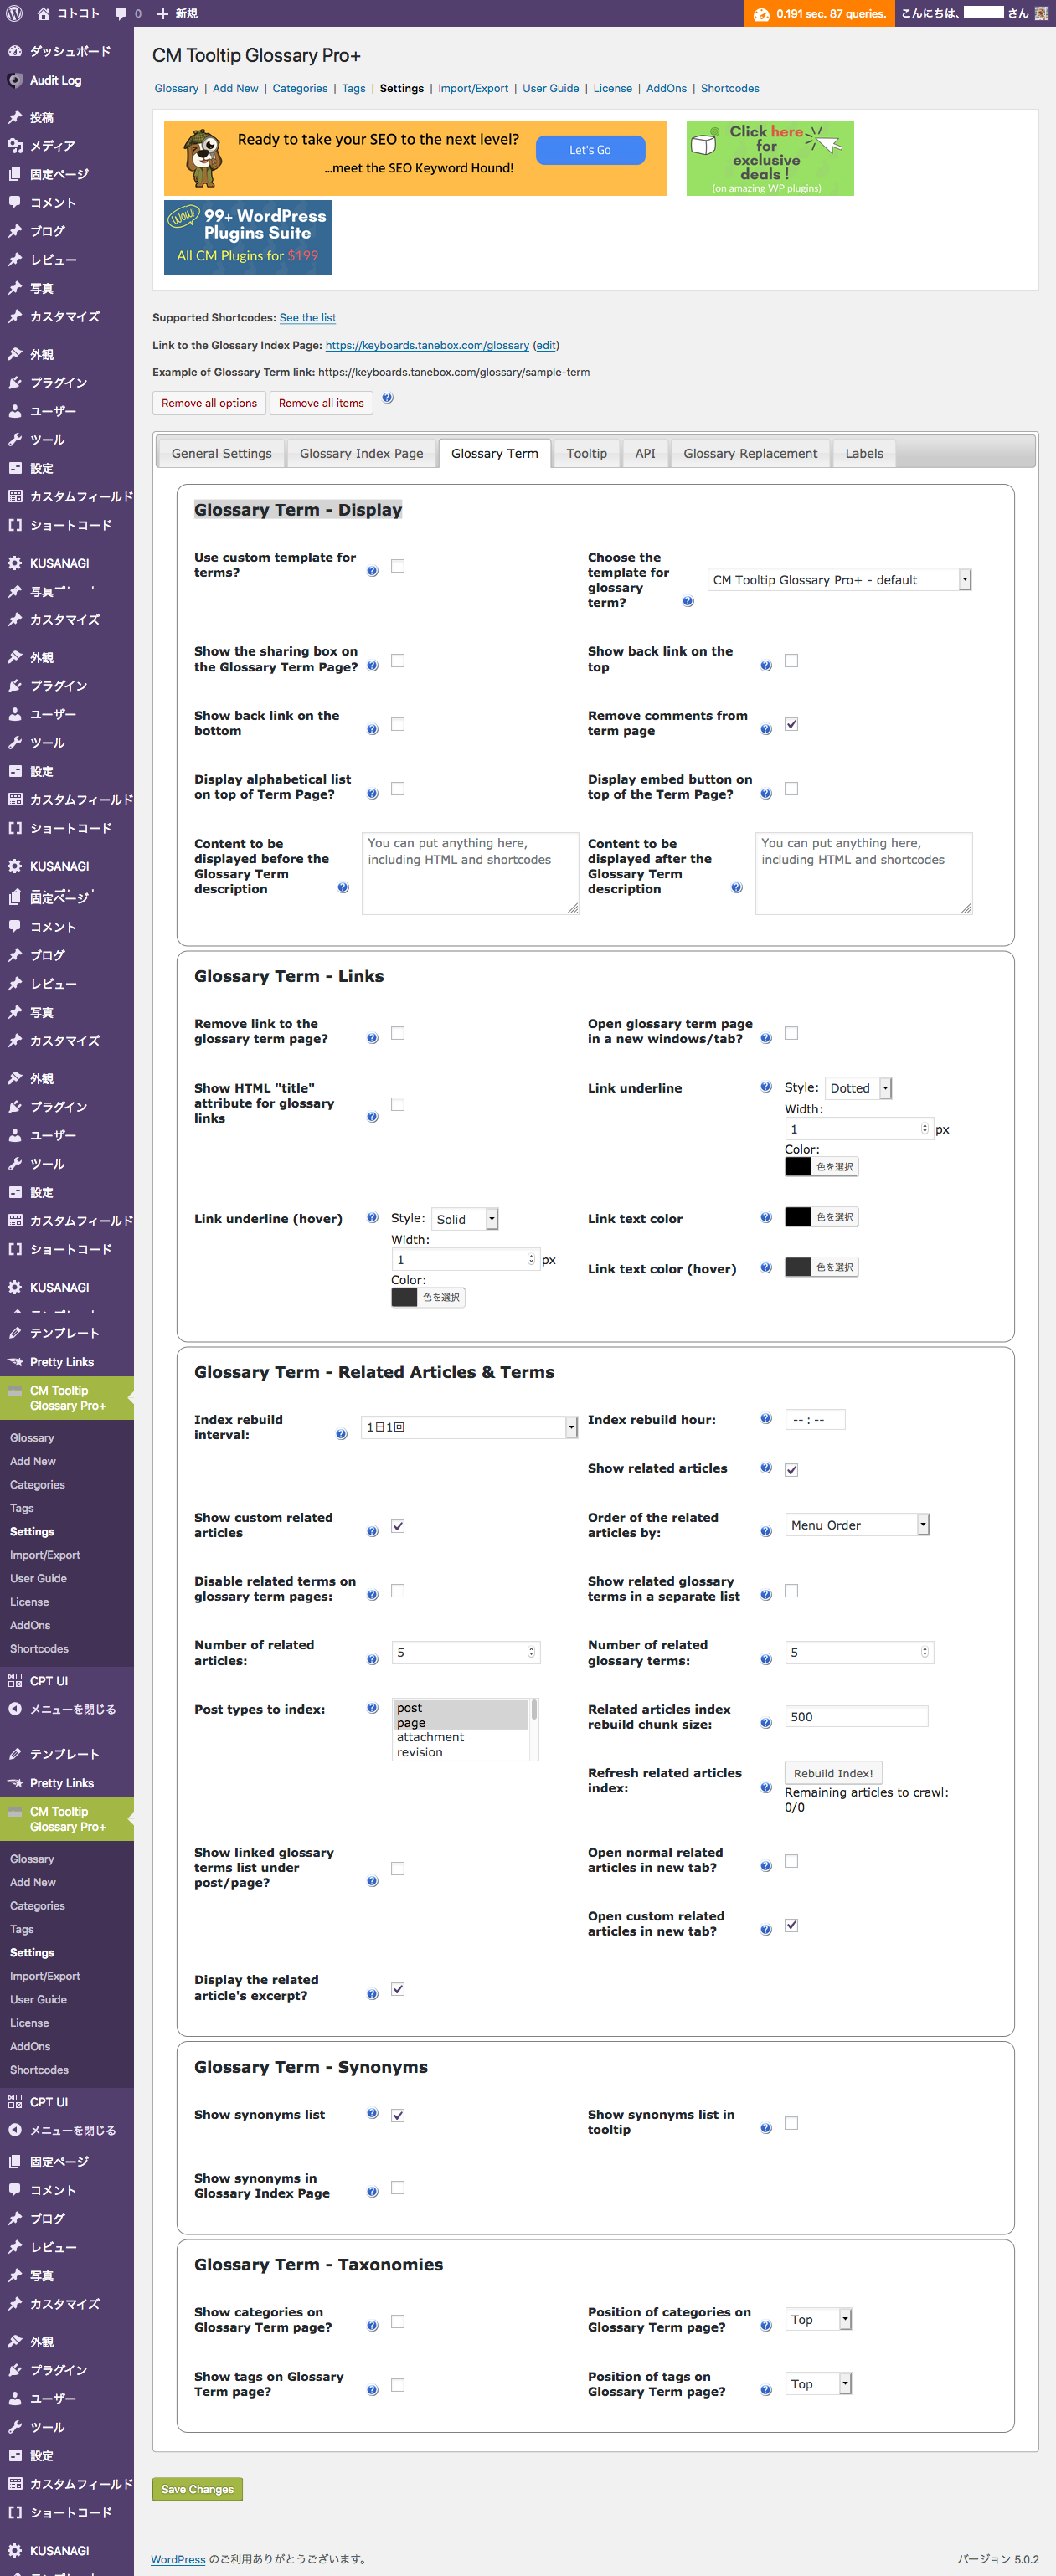 コトコト 0 新規 0.191 sec. 87 queries. こんにちは、 さん
ダッシュボード
Audit Log
投稿
メディア
固定ページ
コメント
ブログ
レビュー
写真
カスタマイズ
外観
プラグイン
ユーザー
ツール
設定
カスタムフィールド
ショートコード
KUSANAGI
写真
カスタマイズ
外観
プラグイン
ユーザー
ツール
設定
カスタムフィールド
ショートコード
KUSANAGI
固定ページ
コメント
ブログ
レビュー
写真
カスタマイズ
外観
プラグイン
ユーザー
ツール
設定
カスタムフィールド
ショートコード
KUSANAGI
テンプレート
Pretty Links
CM Tooltip
Glossary Pro+
Glossary
Add New
Categories
Tags
Settings
Import/Export
User Guide
License
AddOns
Shortcodes
CPT UI
メニューを閉じる
テンプレート
Pretty Links
CM Tooltip
Glossary Pro+
Glossary
Add New
Categories
Tags
Settings
Import/Export
User Guide
License
AddOns
Shortcodes
CPT UI
メニューを閉じる
固定ページ
コメント
ブログ
レビュー
写真
カスタマイズ
外観
プラグイン
ユーザー
ツール
設定
カスタムフィールド
ショートコード
KUSANAGI
CM Tooltip Glossary Pro+
Glossary | Add New | Categories | Tags | Settings | Import/Export | User Guide | License | AddOns | Shortcodes
Ready to take your SEO to the next level?
...meet the SEO Keyword Hound!
Let's Go
Click here
for
exclusive
deals !
(on amazing WP plugins)
WOW! 99+ WordPress
Plugins Suite
All CM Plugins for $199
Supported Shortcodes: See the list
Link to the Glossary Index Page: https://keyboards.tanebox.com/glossary (edit)
Example of Glossary Term link: https://keyboards.tanebox.com/glossary/sample-term
Remove all options Remove all items
General Settings Glossary Index Page Glossary Term Tooltip API Glossary Replacement Labels
Glossary Term - Display
Use custom template for
terms?
Choose the
template for
glossary
term?
CM Tooltip Glossary Pro+ - default
Show the sharing box on
the Glossary Term Page?
Show back link on the
top
Show back link on the
bottom
Remove comments from
term page
Display alphabetical list
on top of Term Page?
Display embed button on
top of the Term Page?
Content to be
displayed before the
Glossary Term
description
You can put anything here,
including HTML and shortcodes
Content to be
displayed after the
Glossary Term
description
You can put anything here,
including HTML and shortcodes
Glossary Term - Links
Remove link to the
glossary term page?
Open glossary term page
in a new windows/tab?
Show HTML "title"
attribute for glossary
links
Link underline
Style: Dotted
Width:
1 px
Color:
色を選択
Link underline (hover)
Style: Solid
Width:
1 px
Color:
色を選択
Link text color
色を選択
Link text color (hover)
色を選択
Glossary Term - Related Articles & Terms
Index rebuild
interval:
1日1回
Index rebuild hour:
-- : --
Show related articles
Show custom related
articles
Order of the related
articles by:
Menu Order
Disable related terms on
glossary term pages:
Show related glossary
terms in a separate list
Number of related
articles:
5
Number of related
glossary terms:
5
Post types to index:
post
page
attachment
revision
Related articles index
rebuild chunk size:
500
Refresh related articles
index:
Rebuild Index!
Remaining articles to crawl:
0/0
Show linked glossary
terms list under
post/page?
Open normal related
articles in new tab?
Open custom related
articles in new tab?
Display the related
article's excerpt?
Glossary Term - Synonyms
Show synonyms list
Show synonyms list in
tooltip
Show synonyms in
Glossary Index Page
Glossary Term - Taxonomies
Show categories on
Glossary Term page?
Position of categories on
Glossary Term page?
Top
Show tags on Glossary
Term page?
Position of tags on
Glossary Term page?
Top
Save Changes
WordPress のご利用ありがとうございます。
バージョン 5.0.2